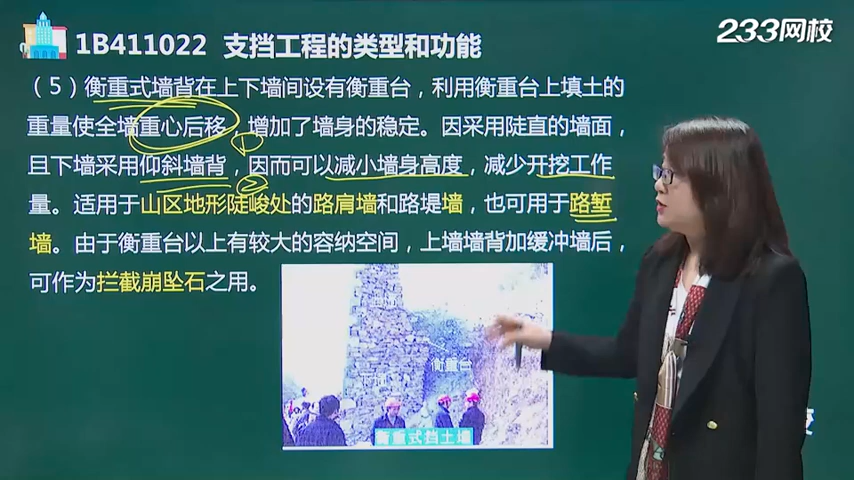 1B411022 支挡工程的类型和功能
233网校
（5）衡重式墙背在上下墙间设有衡重台，利用衡重台上填土的
重量使全墙重心后移，增加了墙身的稳定。因采用陡直的墙面，
且下墙采用仰斜墙背，因而可以减小墙身高度，减少开挖工作
量。适用于山区地形陡峻处的路肩墙和路堤墙，也可用于路堑
墙。由于衡重台以上有较大的容纳空间，上墙墙背加缓冲墙后，
可作为拦截崩坠石之用。
①
②
衡重台
衡重式挡土墙